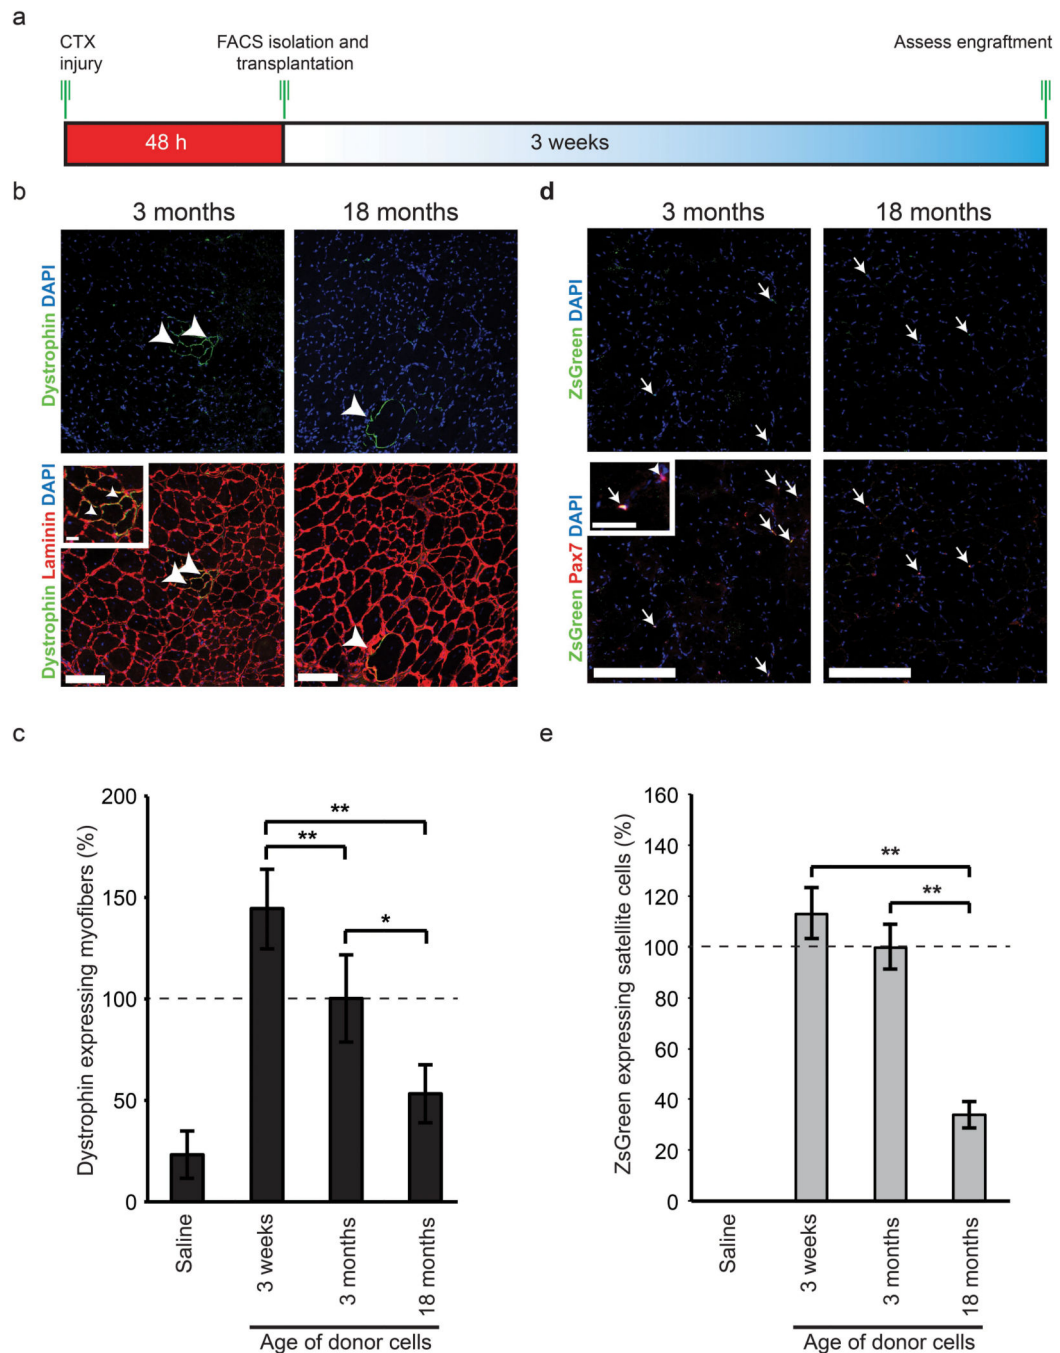 a
CTX
injury
FACS isolation and
transplantation
Assess engraftment
48 h
3 weeks
b
3 months
18 months
Dystrophin DAPI
Dystrophin Laminin DAPI
d
3 months
18 months
ZsGreen DAPI
ZsGreen Pax7 DAPI
c
Dystrophin expressing myofibers (%)
200
150
100
50
0
**
**
*
Saline
3 weeks
3 months
18 months
Age of donor cells
e
ZsGreen expressing satellite cells (%)
160
140
120
100
80
60
40
20
0
**
**
Saline
3 weeks
3 months
18 months
Age of donor cells